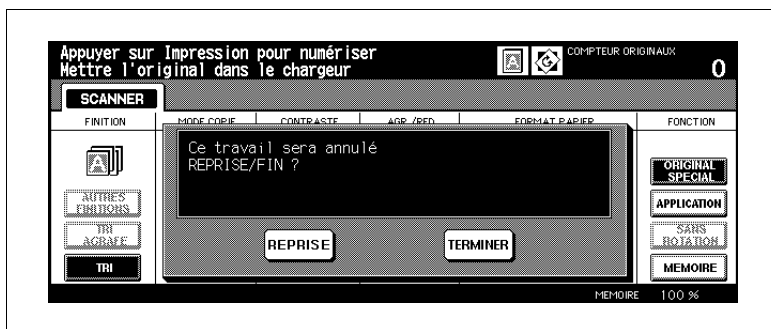 Appuyer sur Impression pour numériser
Mettre l'original dans le chargeur
COMPTEUR ORIGINAUX
0
SCANNER
FINITION MODE COPIE CONTRASTE AGR./RED. FORMAT PAPIER FONCTION
Ce travail sera annulé
REPRISE/FIN ?
ORIGINAL
SPECIAL
AUTRES
FINITIONS
APPLICATION
TRI
AGRAFE
REPRISE TERMINER
SANS
ROTATION
TRI
MEMOIRE
MEMOIRE 100 %